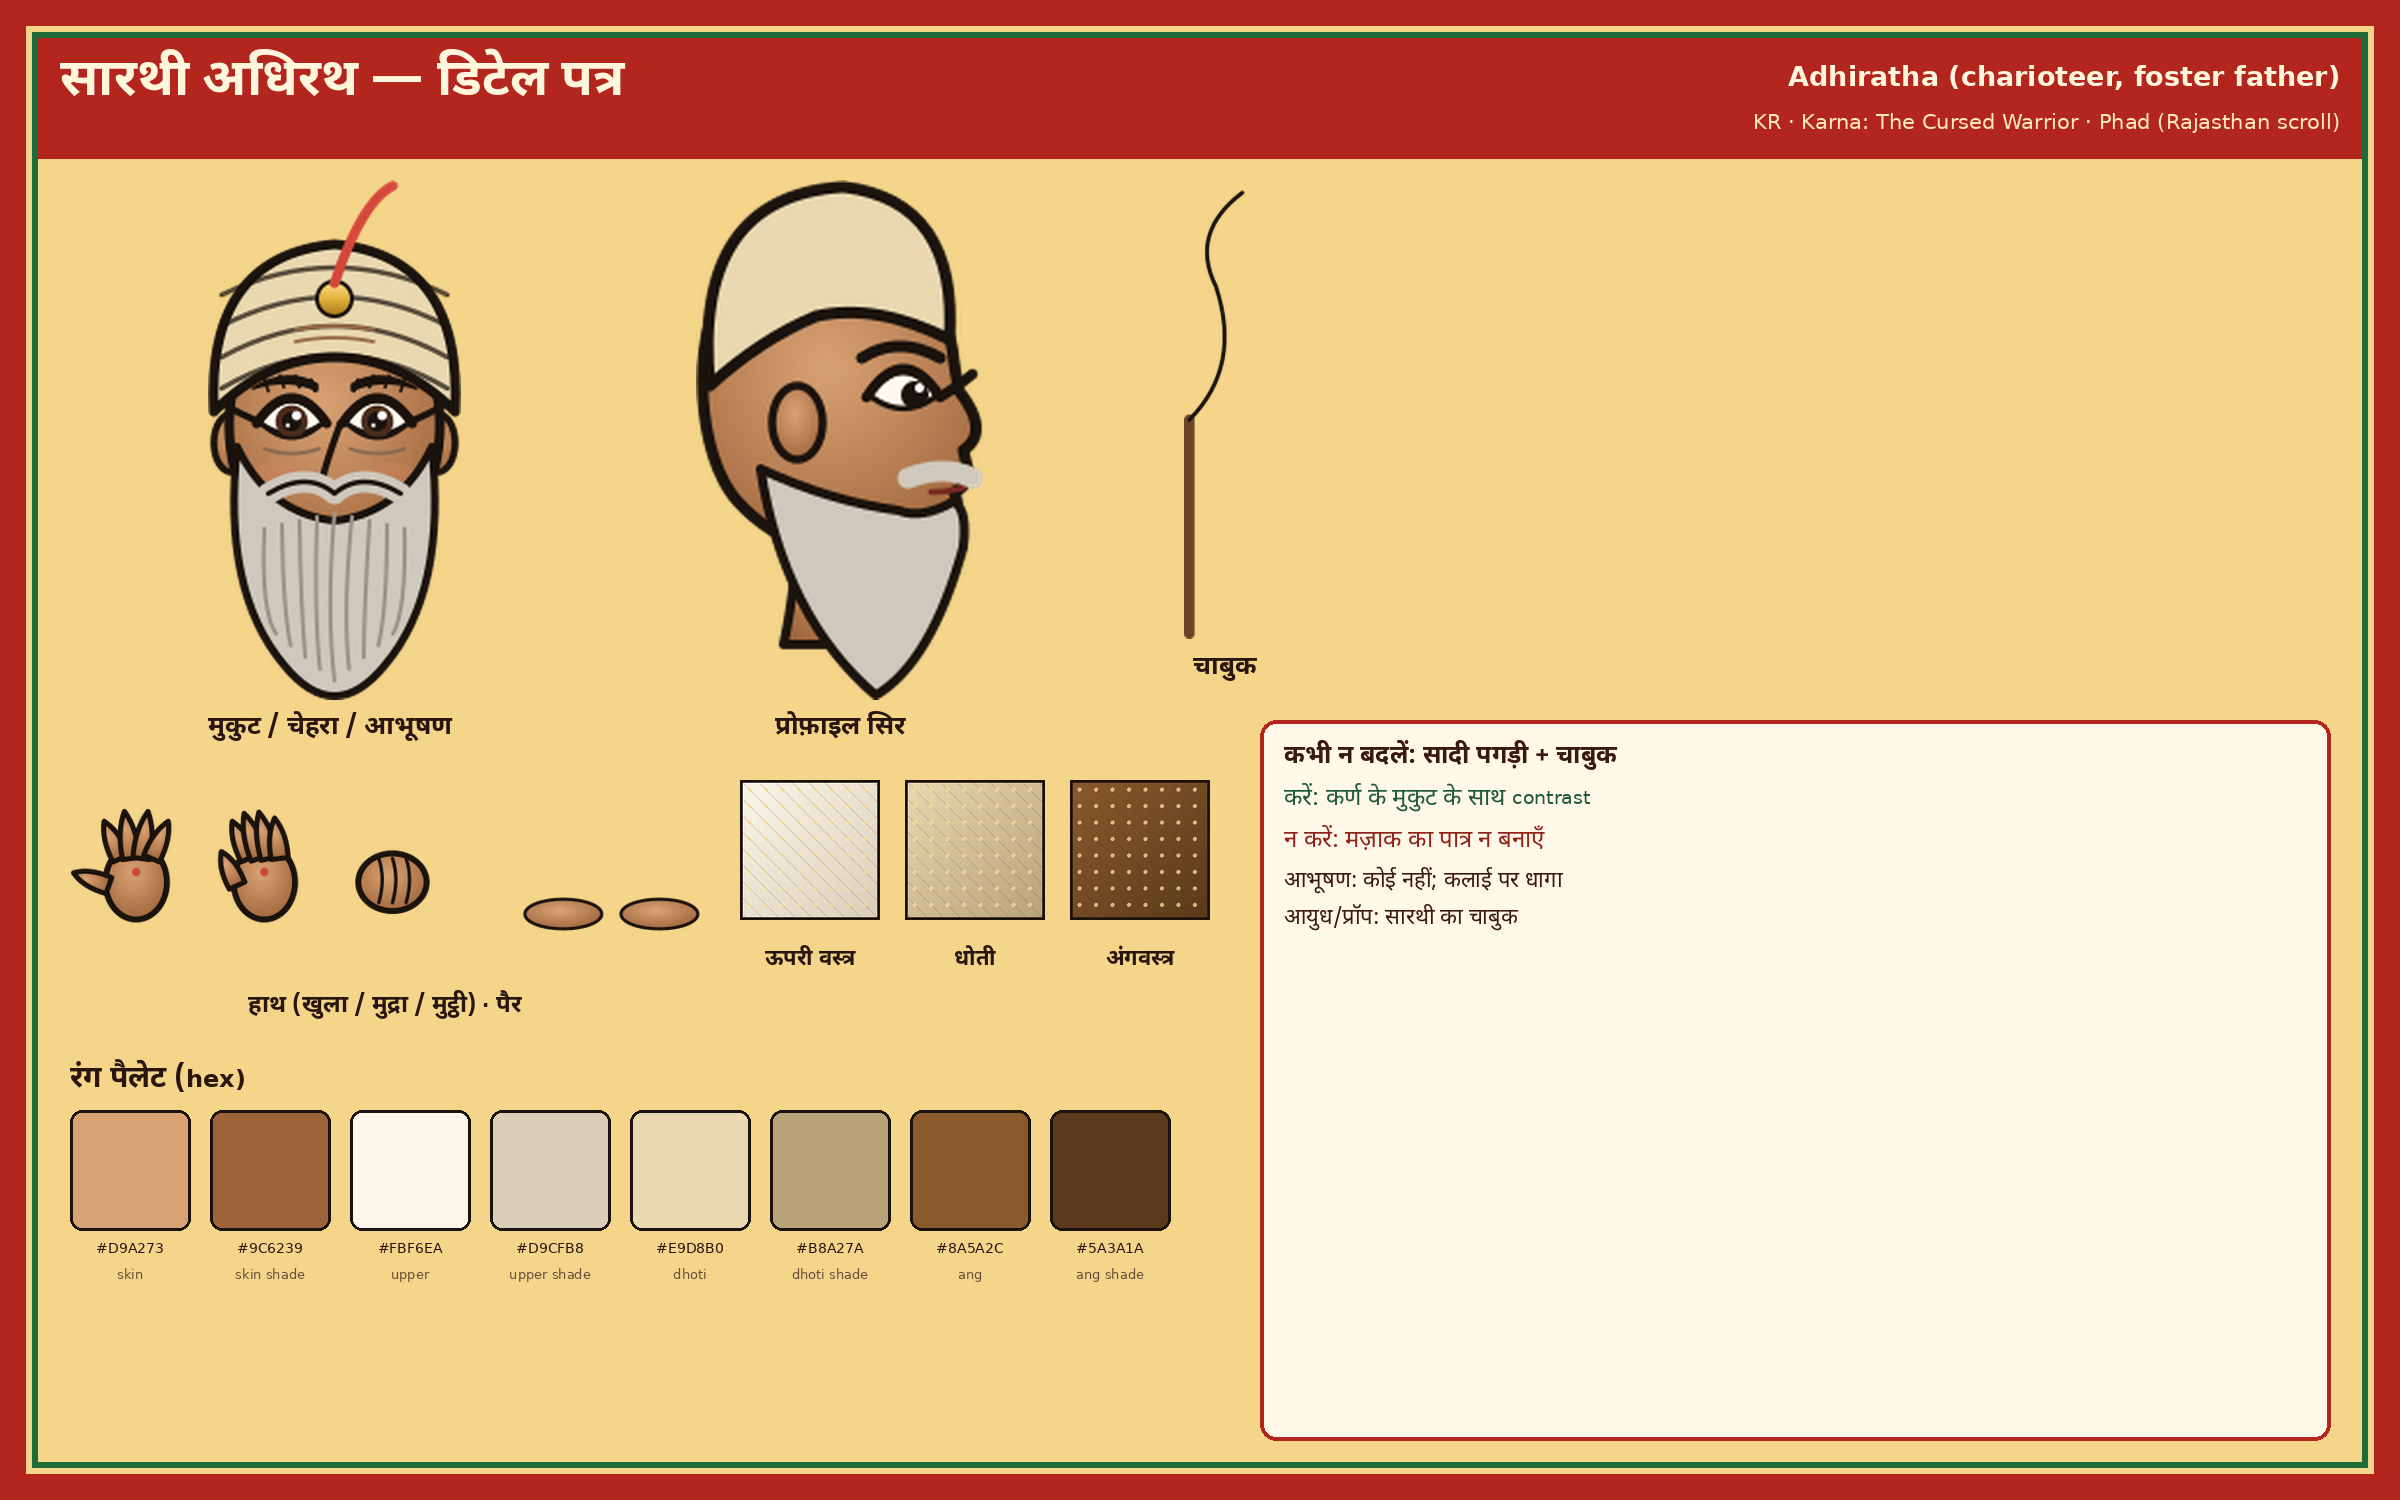 सारथी अधिरथ — डिटेल पत्र
Adhiratha (charioteer, foster father)
KR · Karna: The Cursed Warrior · Phad (Rajasthan scroll)
चाबुक
मुकुट / चेहरा / आभूषण
प्रोफ़ाइल सिर
कभी न बदलें: सादी पगड़ी + चाबुक
करें: कर्ण के मुकुट के साथ contrast
न करें: मज़ाक का पात्र न बनाएँ
आभूषण: कोई नहीं; कलाई पर धागा
आयुध/प्रॉप: सारथी का चाबुक
ऊपरी वस्त्र
धोती
अंगवस्त्र
हाथ (खुला / मुद्रा / मुट्ठी) · पैर
रंग पैलेट (hex)
#D9A273
#9C6239
#FBF6EA
#D9CFB8
#E9D8B0
#B8A27A
#8A5A2C
#5A3A1A
skin
skin shade
upper
upper shade
dhoti
dhoti shade
ang
ang shade